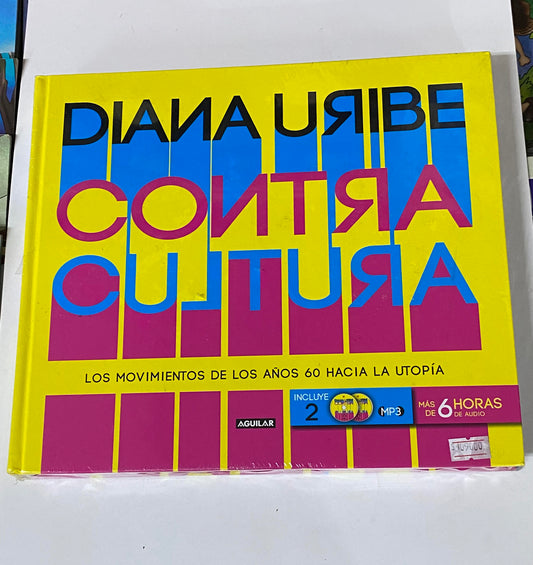 DIANA URIBE
CONTRA
CULTURA
LOS MOVIMIENTOS DE LOS AÑOS 60 HACIA LA UTOPÍA
INCLUYE
2
MP3
MÁS
DE 6 HORAS
DE AUDIO
AGUILAR